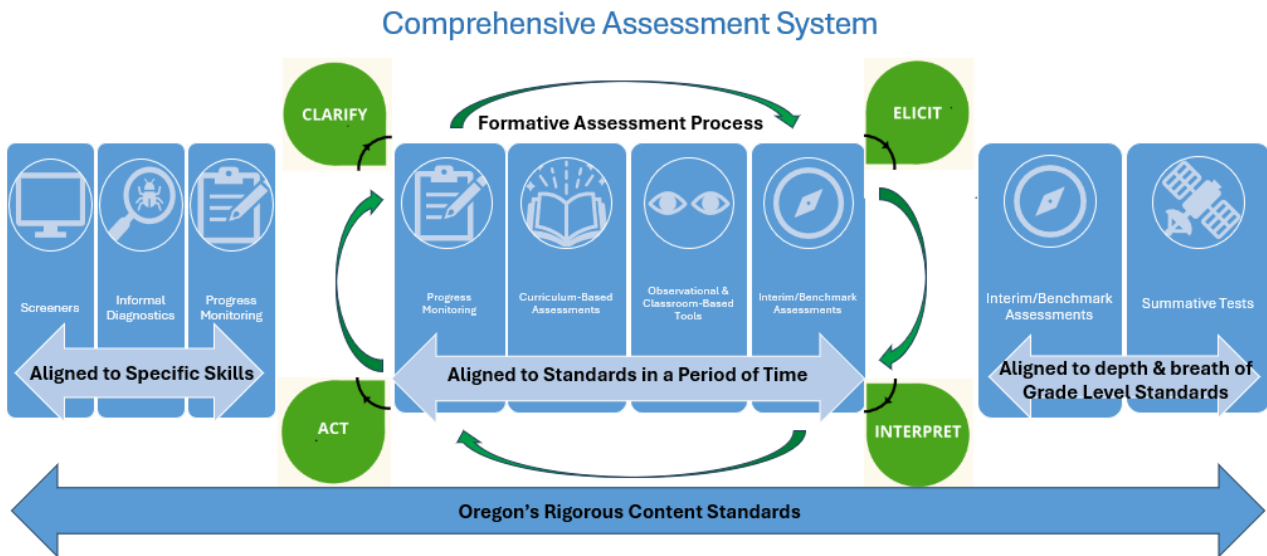 Comprehensive Assessment System
CLARIFY
ELICIT
Formative Assessment Process
Screeners
Informal
Diagnostics
Progress
Monitoring
Aligned to Specific Skills
Progress
Monitoring
Curriculum-Based
Assessments
Observational &
Classroom-Based
Tools
Interim/Benchmark
Assessments
Aligned to Standards in a Period of Time
Interim/Benchmark
Assessments
Summative Tests
Aligned to depth & breath of
Grade Level Standards
ACT
INTERPRET
Oregon's Rigorous Content Standards